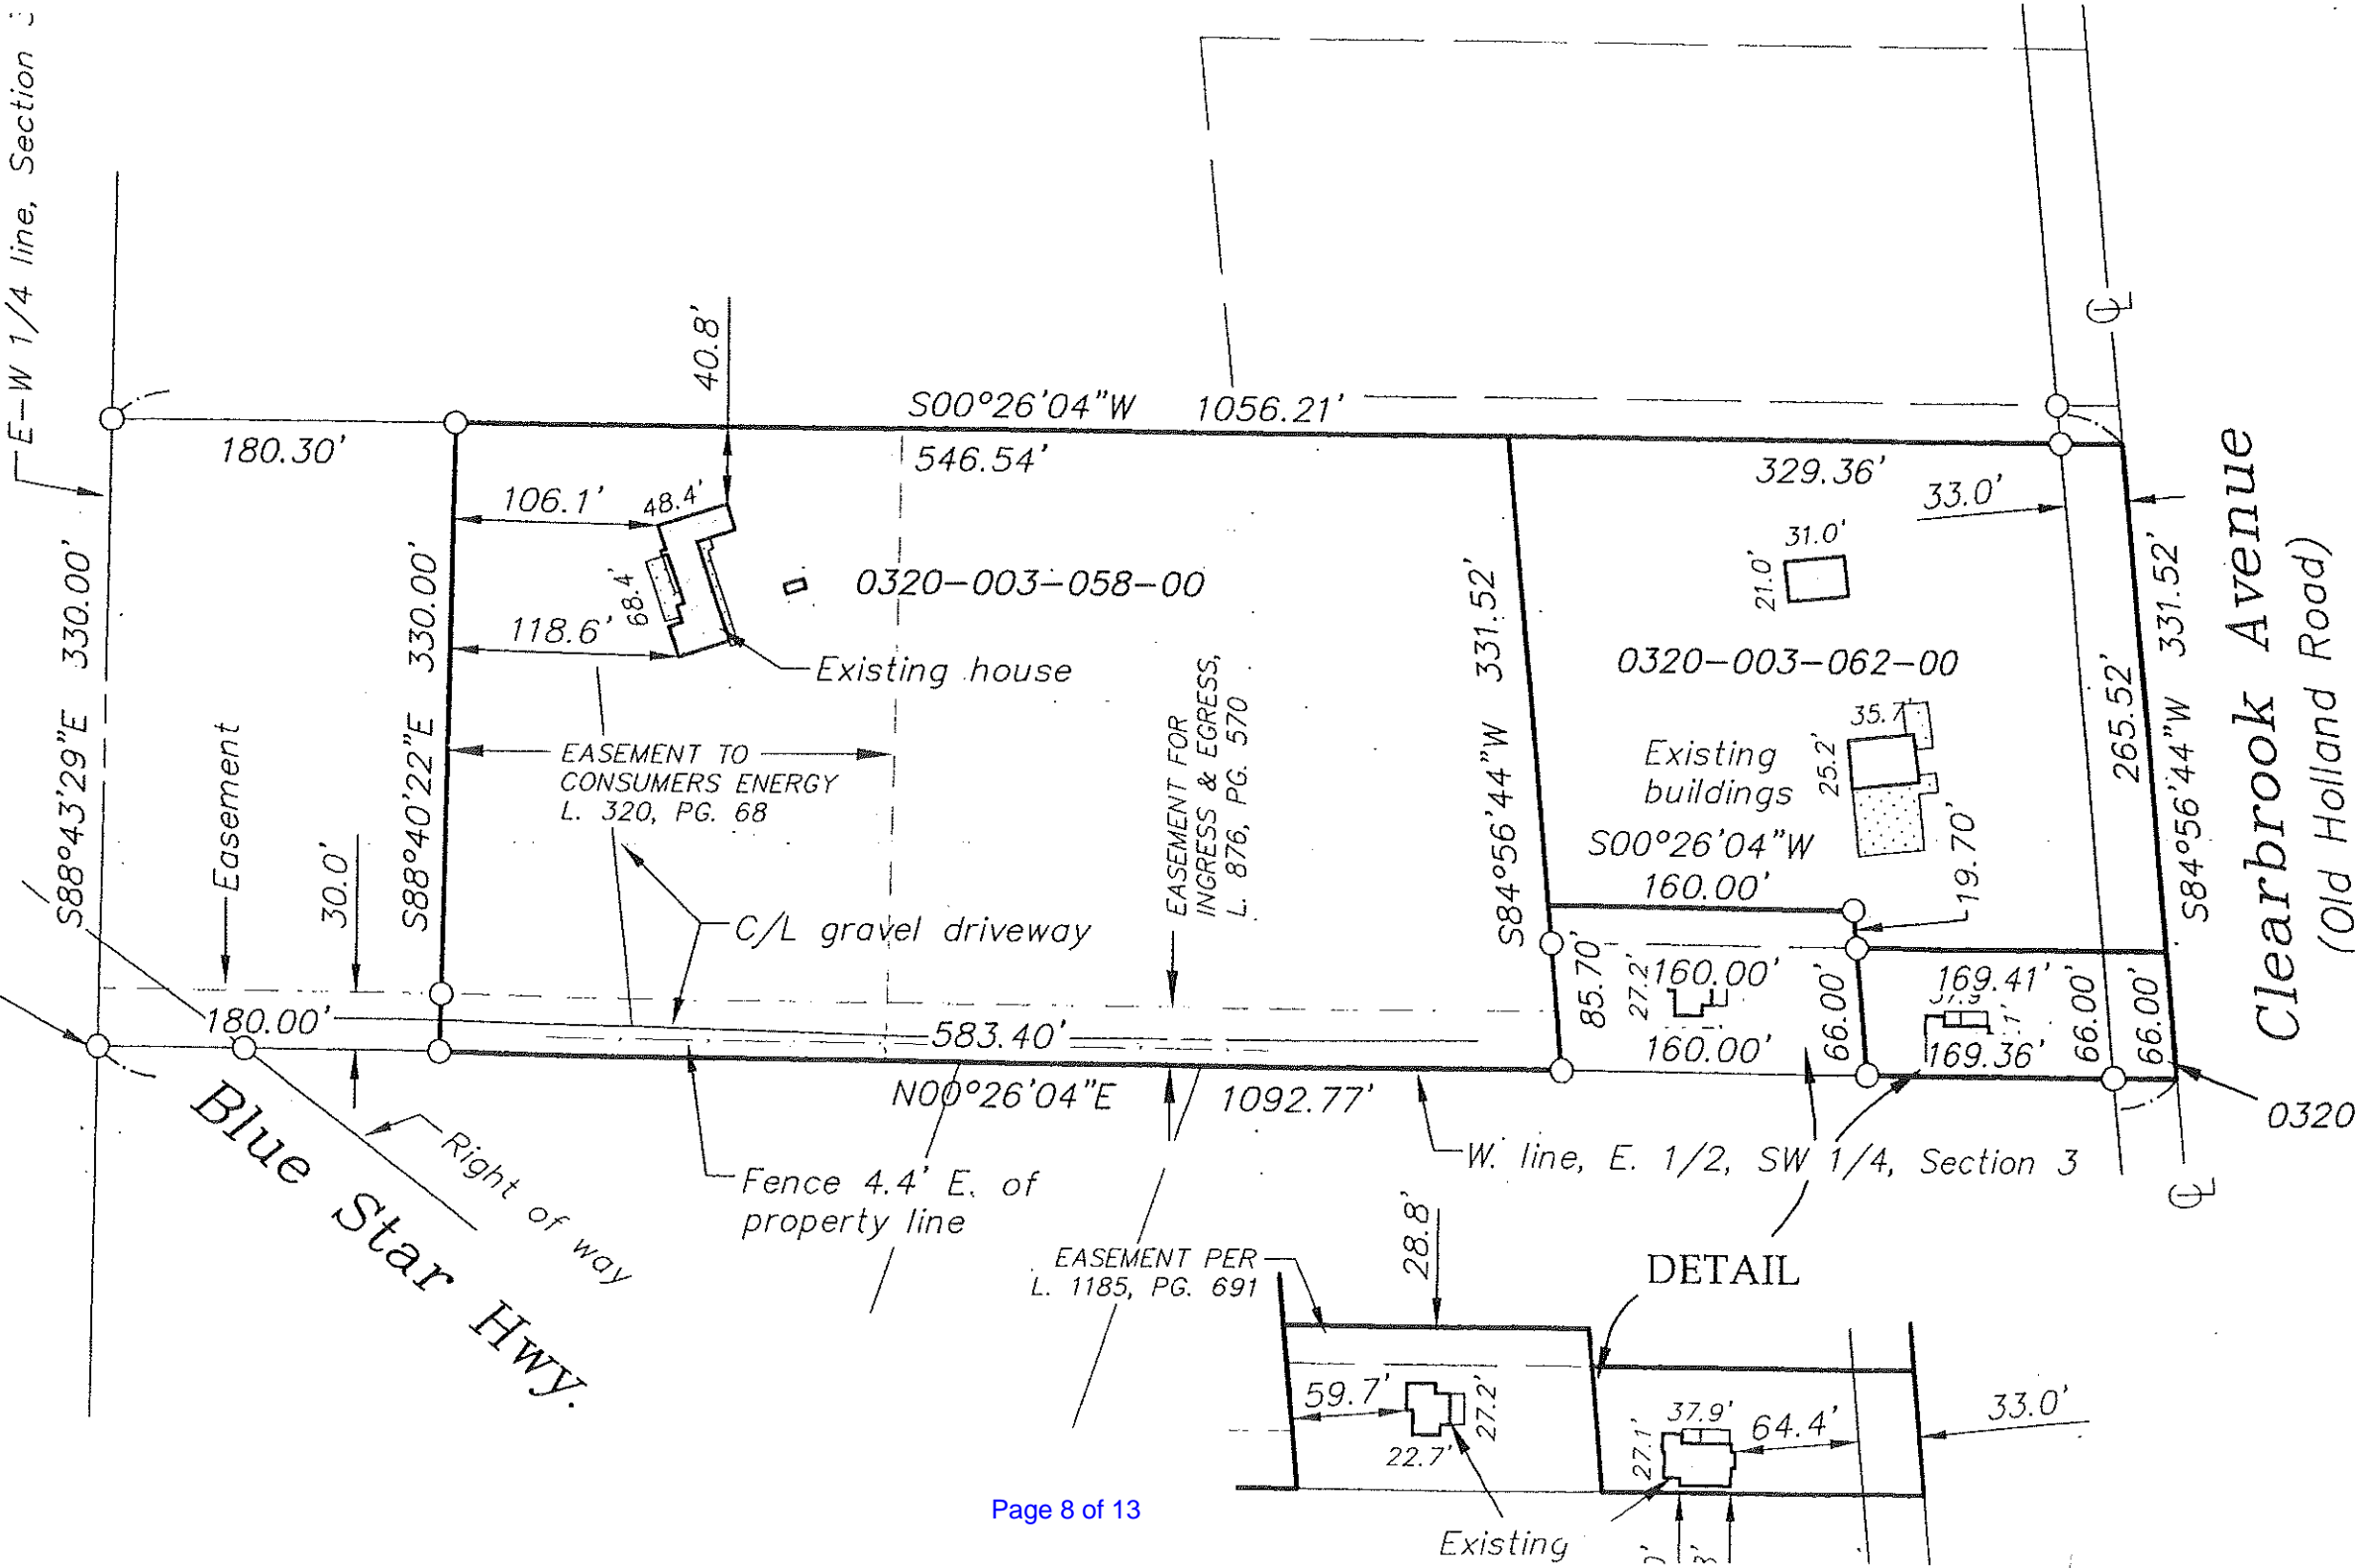 E-W 1/4 line, Section
S88°43'29"E 330.00'
180.30'
S88°40'22"E 330.00'
40.8'
S00°26'04"W 1056.21'
546.54'
329.36'
33.0'
106.1'
48.4'
68.4'
118.6'
0320-003-058-00
Existing house
31.0'
21.0'
0320-003-062-00
S84°56'44"W 331.52'
EASEMENT TO
CONSUMERS ENERGY
L. 320, PG. 68
EASEMENT FOR
INGRESS & EGRESS,
L. 876, PG. 570
Existing
buildings
35.7
25.2'
S00°26'04"W
160.00'
19.70'
265.52'
S84°56'44"W 331.52'
Clearbrook Avenue
(Old Holland Road)
Easement
30.0'
C/L gravel driveway
180.00'
583.40'
85.70'
27.2'
160.00'
160.00'
66.00'
169.41'
169.36'
66.00'
66.00'
N00°26'04"E 1092.77'
0320
Blue Star Hwy.
Right of way
Fence 4.4' E. of
property line
W. line, E. 1/2, SW 1/4, Section 3
DETAIL
EASEMENT PER
L. 1185, PG. 691
28.8'
59.7'
27.2'
22.7'
37.9'
27.1'
64.4'
33.0'
Existing
Page 8 of 13